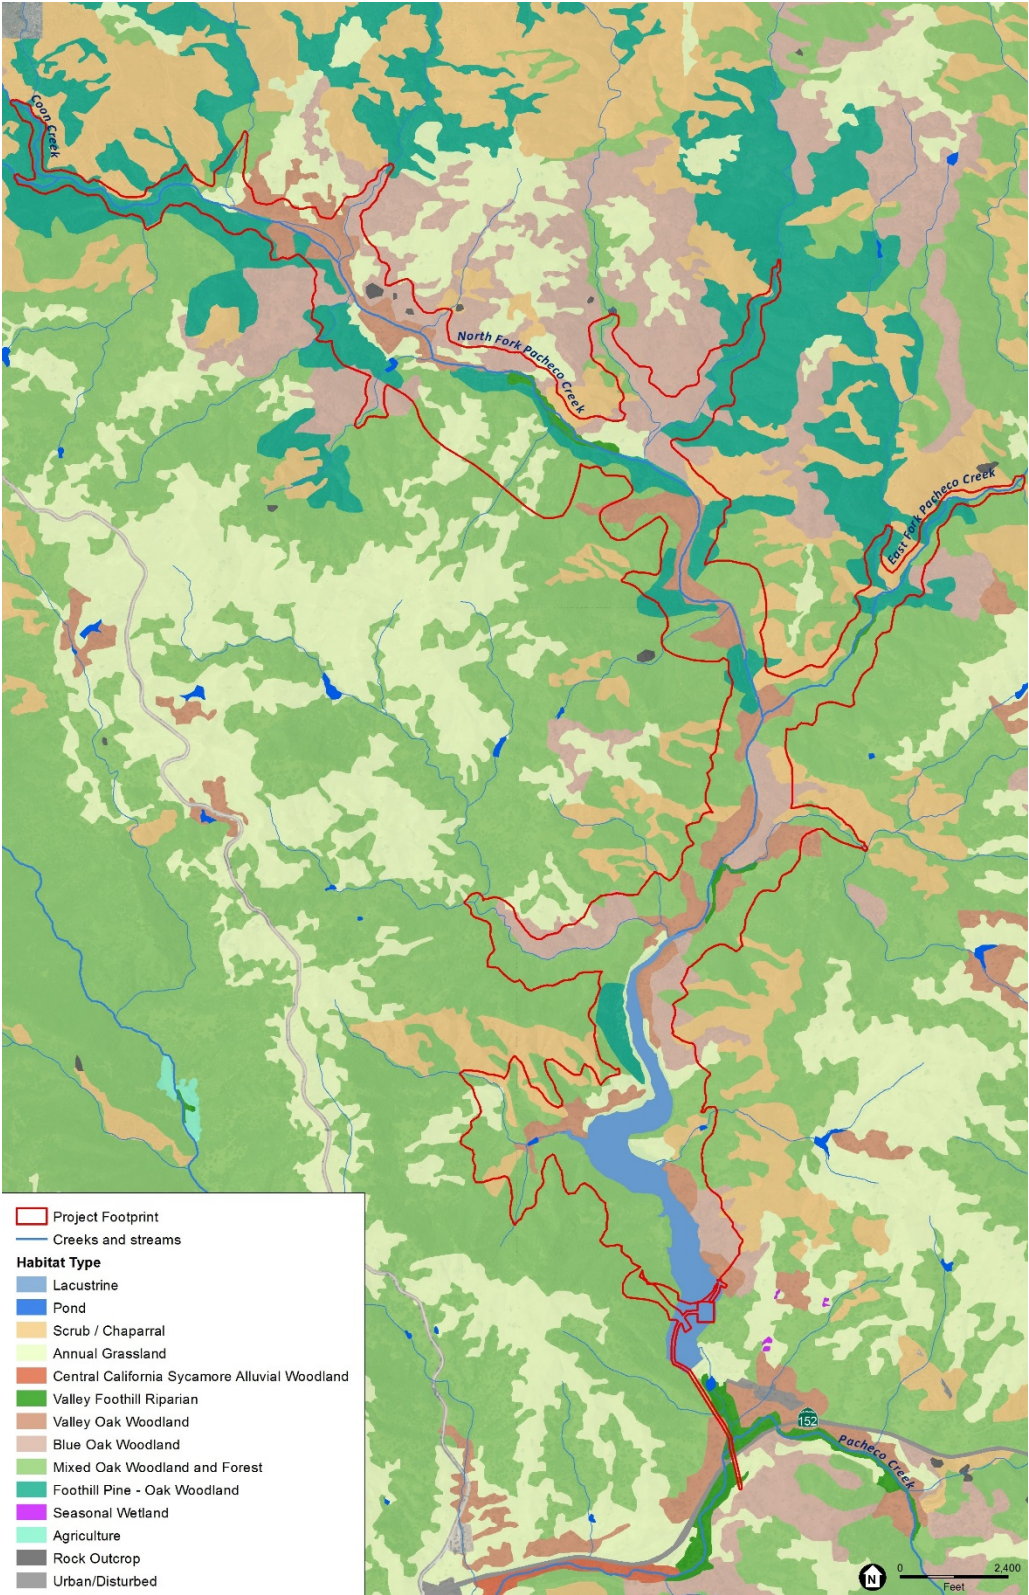 Coon Creek
North Fork Pacheco Creek
East Fork Pacheco Creek
152
Pacheco Creek
Project Footprint
Creeks and streams
Habitat Type
Lacustrine
Pond
Scrub / Chaparral
Annual Grassland
Central California Sycamore Alluvial Woodland
Valley Foothill Riparian
Valley Oak Woodland
Blue Oak Woodland
Mixed Oak Woodland and Forest
Foothill Pine - Oak Woodland
Seasonal Wetland
Agriculture
Rock Outcrop
Urban/Disturbed
N
0 2,400
Feet